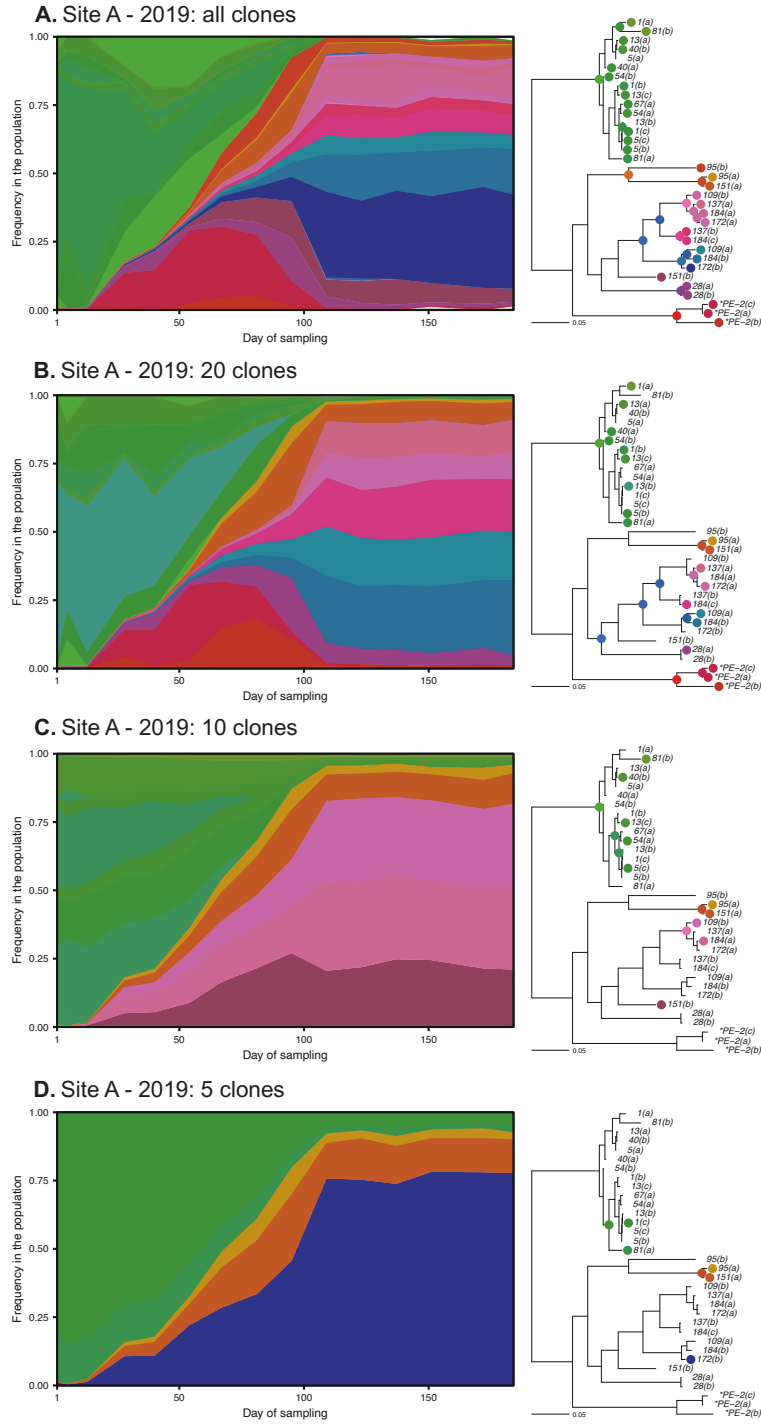 A. Site A - 2019: all clones
Frequency in the population
1.00
0.75
0.50
0.25
0.00
1
50
100
150
Day of sampling
1(a)
81(b)
13(a)
40(b)
5(a)
40(a)
54(b)
1(b)
13(c)
67(a)
54(a)
13(b)
1(c)
5(c)
5(b)
81(a)
95(b)
95(a)
151(a)
109(b)
137(a)
184(a)
172(a)
137(b)
184(c)
109(a)
184(b)
172(b)
151(b)
28(a)
28(b)
*PE-2(c)
*PE-2(a)
*PE-2(b)
0.05
B. Site A - 2019: 20 clones
Frequency in the population
1.00
0.75
0.50
0.25
0.00
1
50
100
150
Day of sampling
1(a)
81(b)
13(a)
40(b)
5(a)
40(a)
54(b)
1(b)
13(c)
67(a)
54(a)
13(b)
1(c)
5(c)
5(b)
81(a)
95(b)
95(a)
151(a)
109(b)
137(a)
184(a)
172(a)
137(b)
184(c)
109(a)
184(b)
172(b)
151(b)
28(a)
28(b)
*PE-2(c)
*PE-2(a)
*PE-2(b)
0.05
C. Site A - 2019: 10 clones
Frequency in the population
1.00
0.75
0.50
0.25
0.00
1
50
100
150
Day of sampling
1(a)
81(b)
13(a)
40(b)
5(a)
40(a)
54(b)
1(b)
13(c)
67(a)
54(a)
13(b)
1(c)
5(c)
5(b)
81(a)
95(b)
95(a)
151(a)
109(b)
137(a)
184(a)
172(a)
137(b)
184(c)
109(a)
184(b)
172(b)
151(b)
28(a)
28(b)
*PE-2(c)
*PE-2(a)
*PE-2(b)
0.05
D. Site A - 2019: 5 clones
Frequency in the population
1.00
0.75
0.50
0.25
0.00
1
50
100
150
Day of sampling
1(a)
81(b)
13(a)
40(b)
5(a)
40(a)
54(b)
1(b)
13(c)
67(a)
54(a)
13(b)
1(c)
5(c)
5(b)
81(a)
95(b)
95(a)
151(a)
109(b)
137(a)
184(a)
172(a)
137(b)
184(c)
109(a)
184(b)
172(b)
151(b)
28(a)
28(b)
*PE-2(c)
*PE-2(a)
*PE-2(b)
0.05